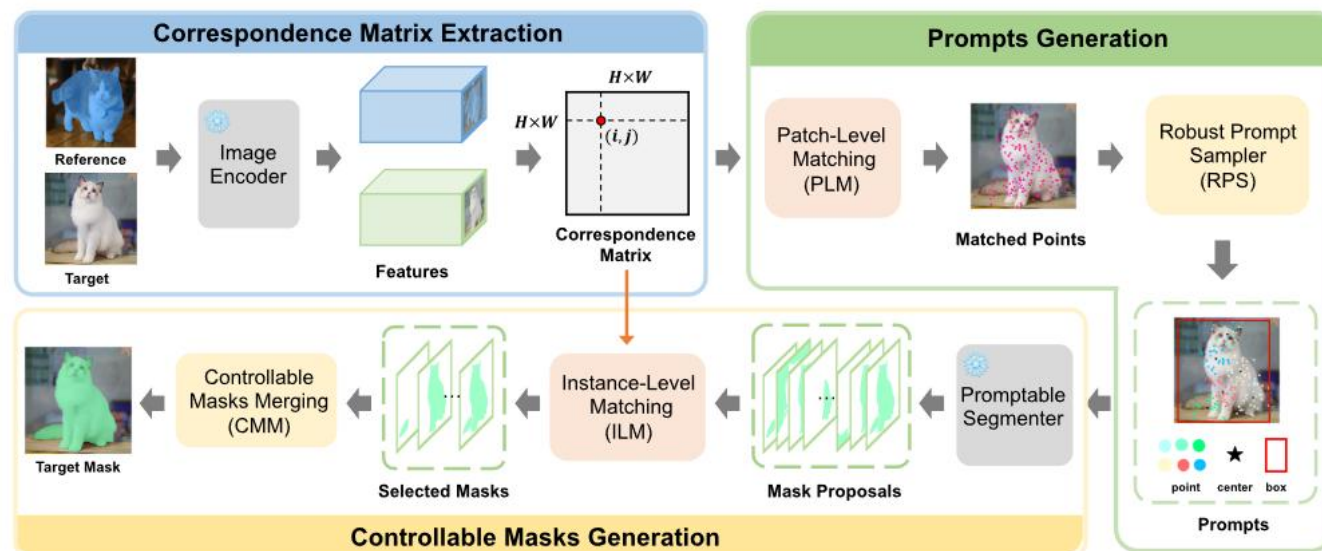 Correspondence Matrix Extraction
Reference
Target
Image
Encoder
Features
H×W
H×W
(i, j)
Correspondence
Matrix
Prompts Generation
Patch-Level
Matching
(PLM)
Matched Points
Robust Prompt
Sampler
(RPS)
point center box
Prompts
Promptable
Segmenter
...
Mask Proposals
Instance-Level
Matching
(ILM)
...
Selected Masks
Controllable
Masks Merging
(CMM)
Target Mask
Controllable Masks Generation